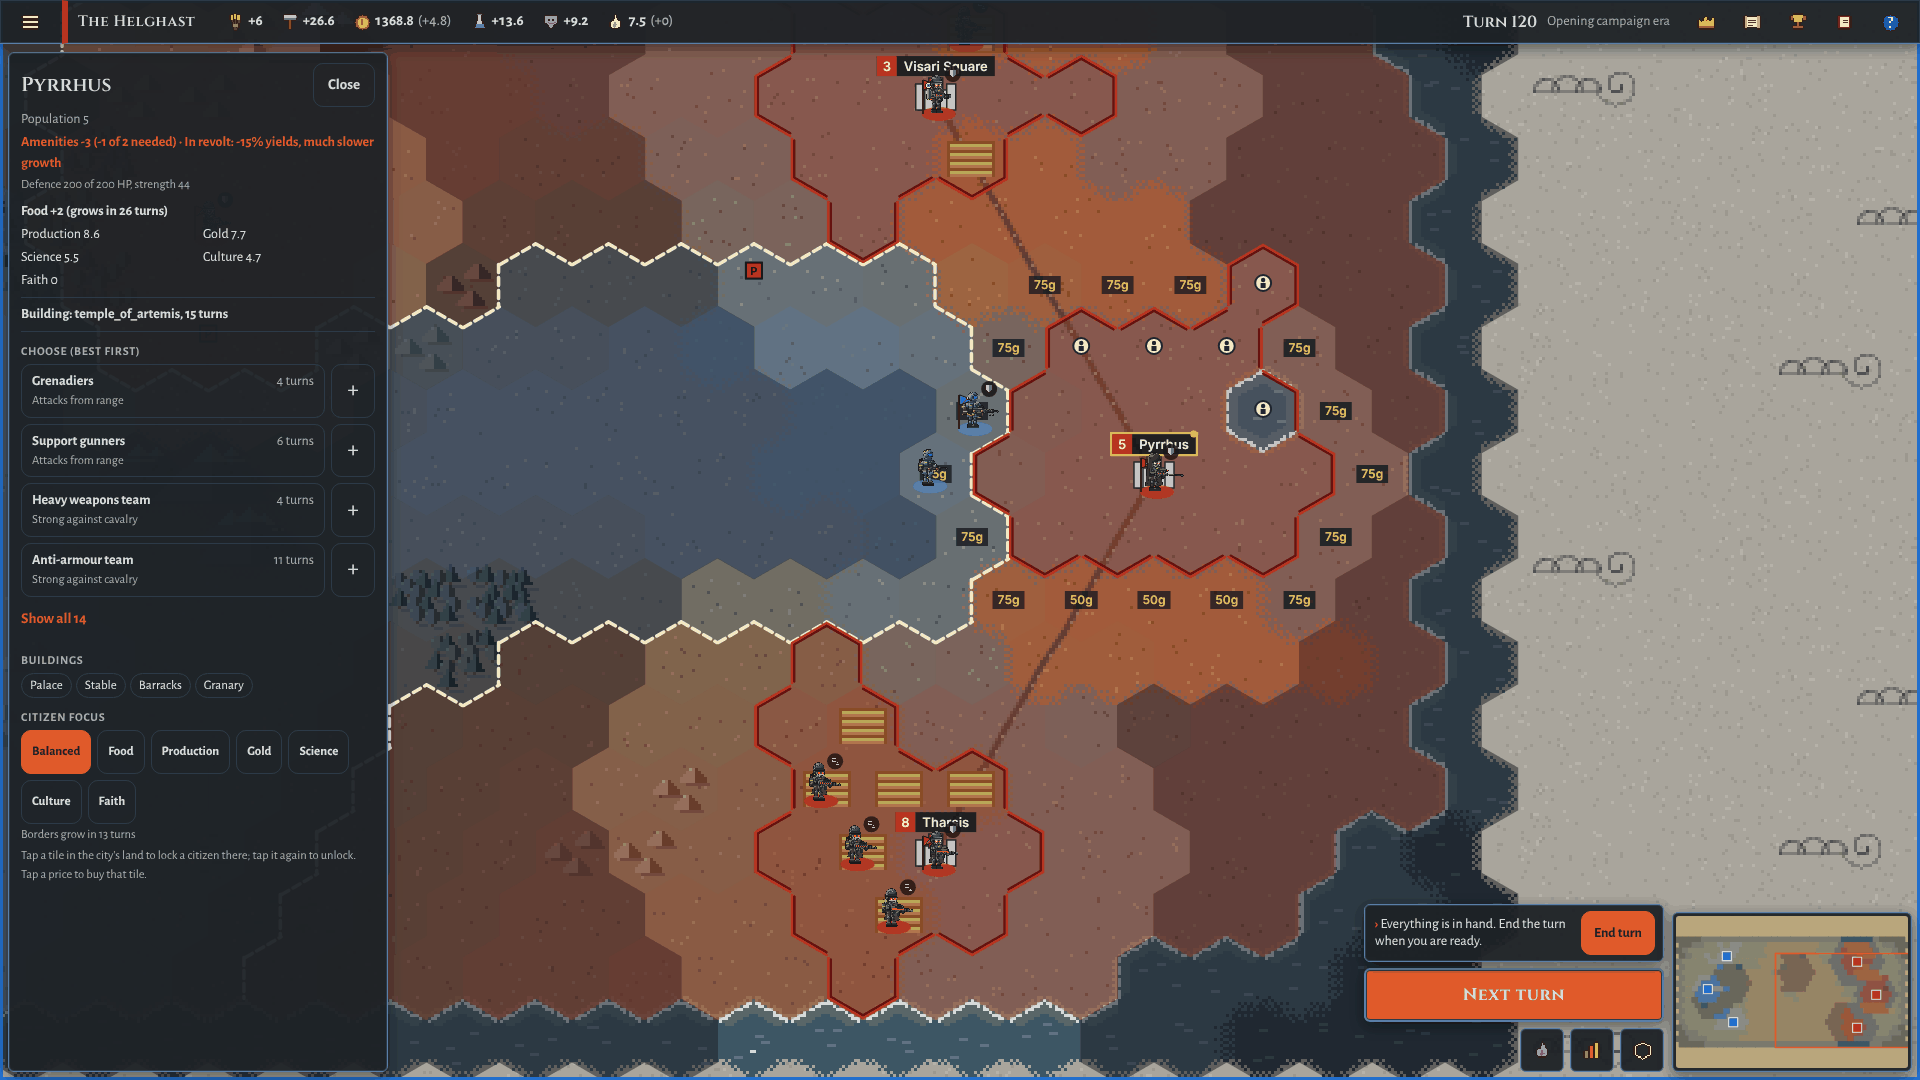 THE HELGHAST
+6
+26.6
1368.8 (+4.8)
+13.6
+9.2
7.5 (+0)
TURN 120
Opening campaign era
PYRRHUS
Close
Population 5
Amenities -3 (-1 of 2 needed) · In revolt: -15% yields, much slower
growth
Defence 200 of 200 HP, strength 44
Food +2 (grows in 26 turns)
Production 8.6
Gold 7.7
Science 5.5
Culture 4.7
Faith 0
Building: temple_of_artemis, 15 turns
CHOOSE (BEST FIRST)
Grenadiers
4 turns
Attacks from range
+
Support gunners
6 turns
Attacks from range
+
Heavy weapons team
4 turns
Strong against cavalry
+
Anti-armour team
11 turns
Strong against cavalry
+
Show all 14
BUILDINGS
Palace
Stable
Barracks
Granary
CITIZEN FOCUS
Balanced
Food
Production
Gold
Science
Culture
Faith
Borders grow in 13 turns
Tap a tile in the city's land to lock a citizen there; tap it again to unlock.
Tap a price to buy that tile.
3 Visari Square
P
75g
75g
75g
75g
75g
75g
5 Pyrrhus
75g
75g
75g
75g
50g
50g
50g
75g
8 Tharsis
› Everything is in hand. End the turn
when you are ready.
End turn
NEXT TURN